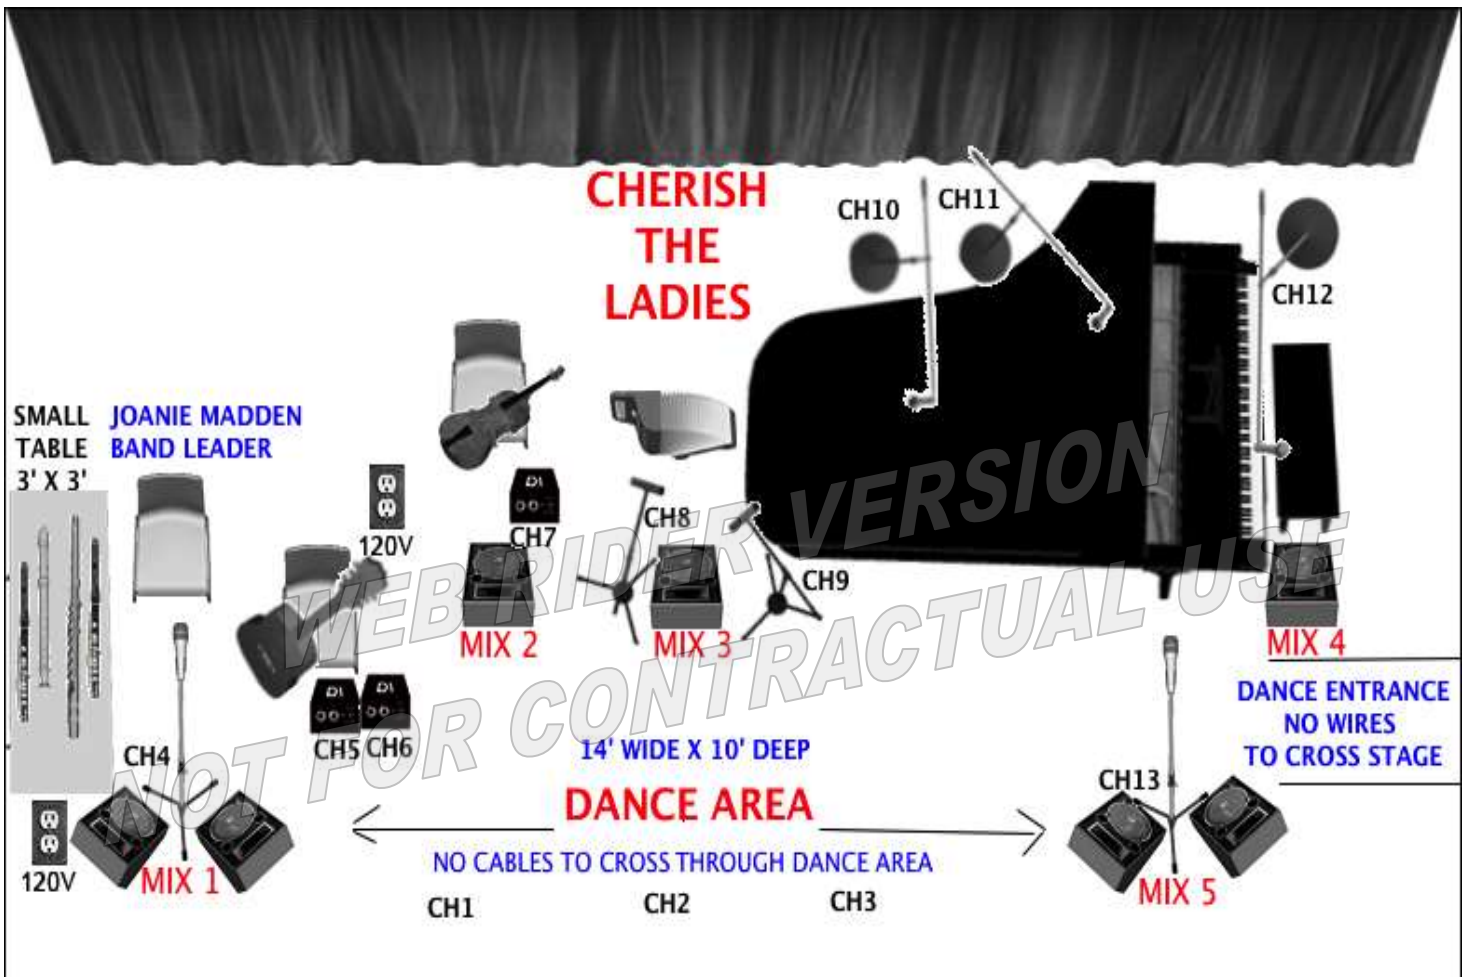 CHERISH
THE
LADIES
CH10
CH11
CH12
SMALL
TABLE
3' X 3'
JOANIE MADDEN
BAND LEADER
120V
DI
CH7
CH8
CH9
MIX 2
MIX 3
MIX 4
DI
DI
CH5
CH6
CH4
14' WIDE X 10' DEEP
DANCE AREA
NO CABLES TO CROSS THROUGH DANCE AREA
DANCE ENTRANCE
NO WIRES
TO CROSS STAGE
CH13
120V
MIX 1
MIX 5
CH1
CH2
CH3
WEB RIDER VERSION
NOT FOR CONTRACTUAL USE